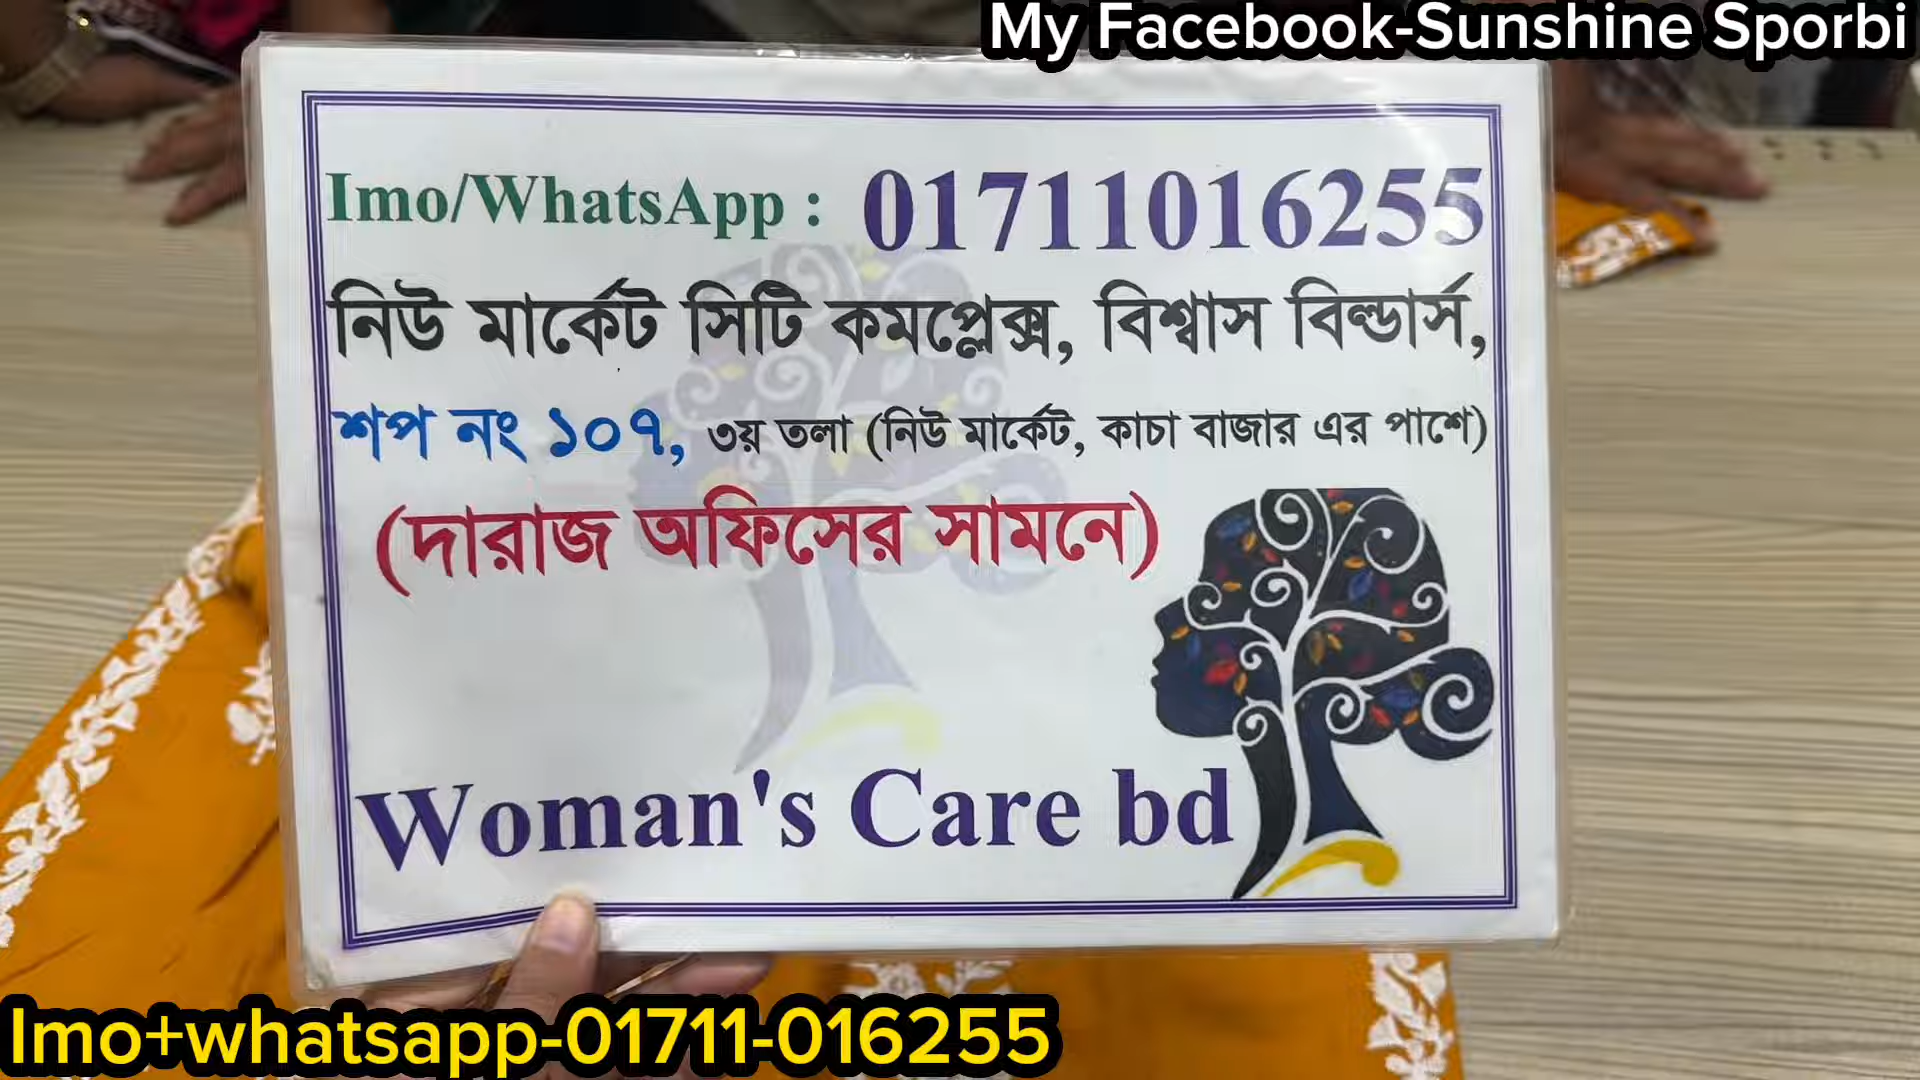 My Facebook-Sunshine Sporbi
Imo/WhatsApp : 01711016255
নিউ মার্কেট সিটি কমপ্লেক্স, বিশ্বাস বিল্ডার্স,
শপ নং ১০৭, ৩য় তলা (নিউ মার্কেট, কাচা বাজার এর পাশে)
(দারাজ অফিসের সামনে)
Woman's Care bd
Imo+whatsapp-01711-016255